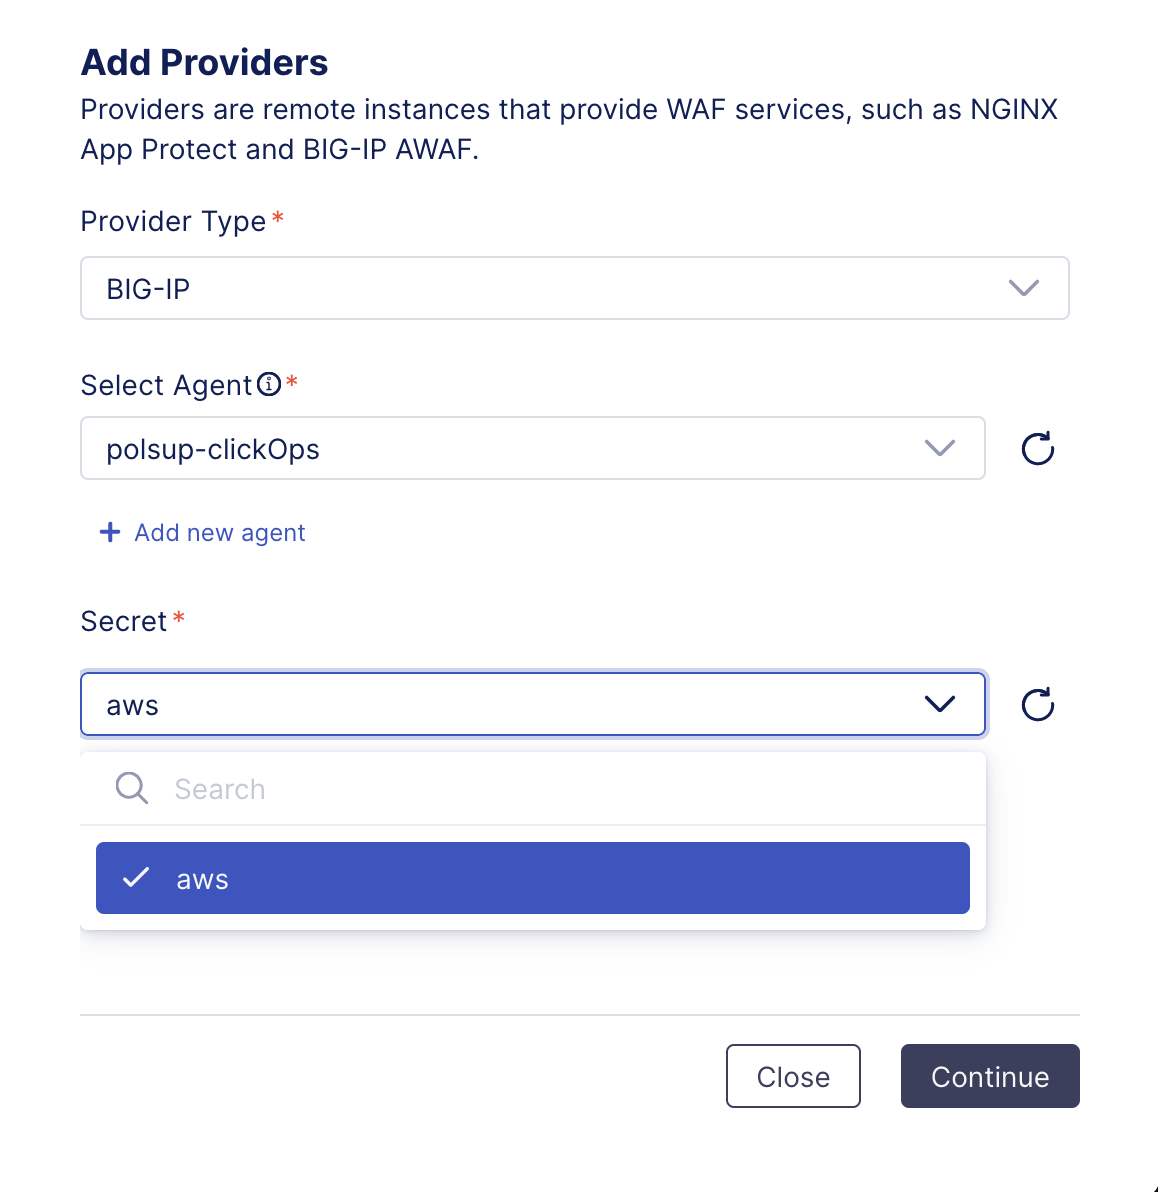 Add Providers
Providers are remote instances that provide WAF services, such as NGINX
App Protect and BIG-IP AWAF.
Provider Type*
BIG-IP
Select Agent*
polsup-clickOps
+ Add new agent
Secret*
aws
Search
aws
Close
Continue